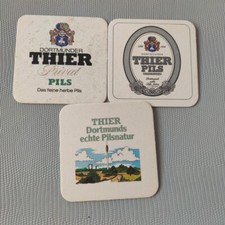 DORTMUNDER
THIER
Privat
PILS
Das feine herbe Pils
THIER
PILS
THIER
Dortmunds
echte Pilsnatur